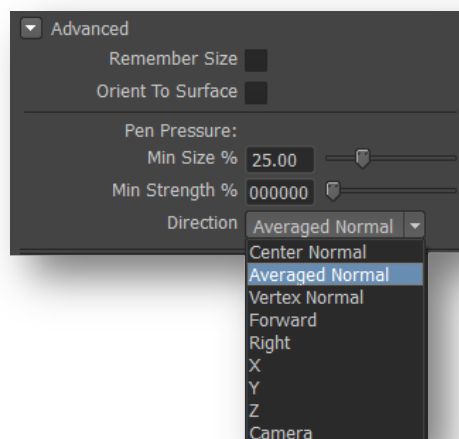 Advanced
Remember Size
Orient To Surface
Pen Pressure:
Min Size % 25.00
Min Strength % 000000
Direction Averaged Normal
Center Normal
Averaged Normal
Vertex Normal
Forward
Right
X
Y
Z
Camera